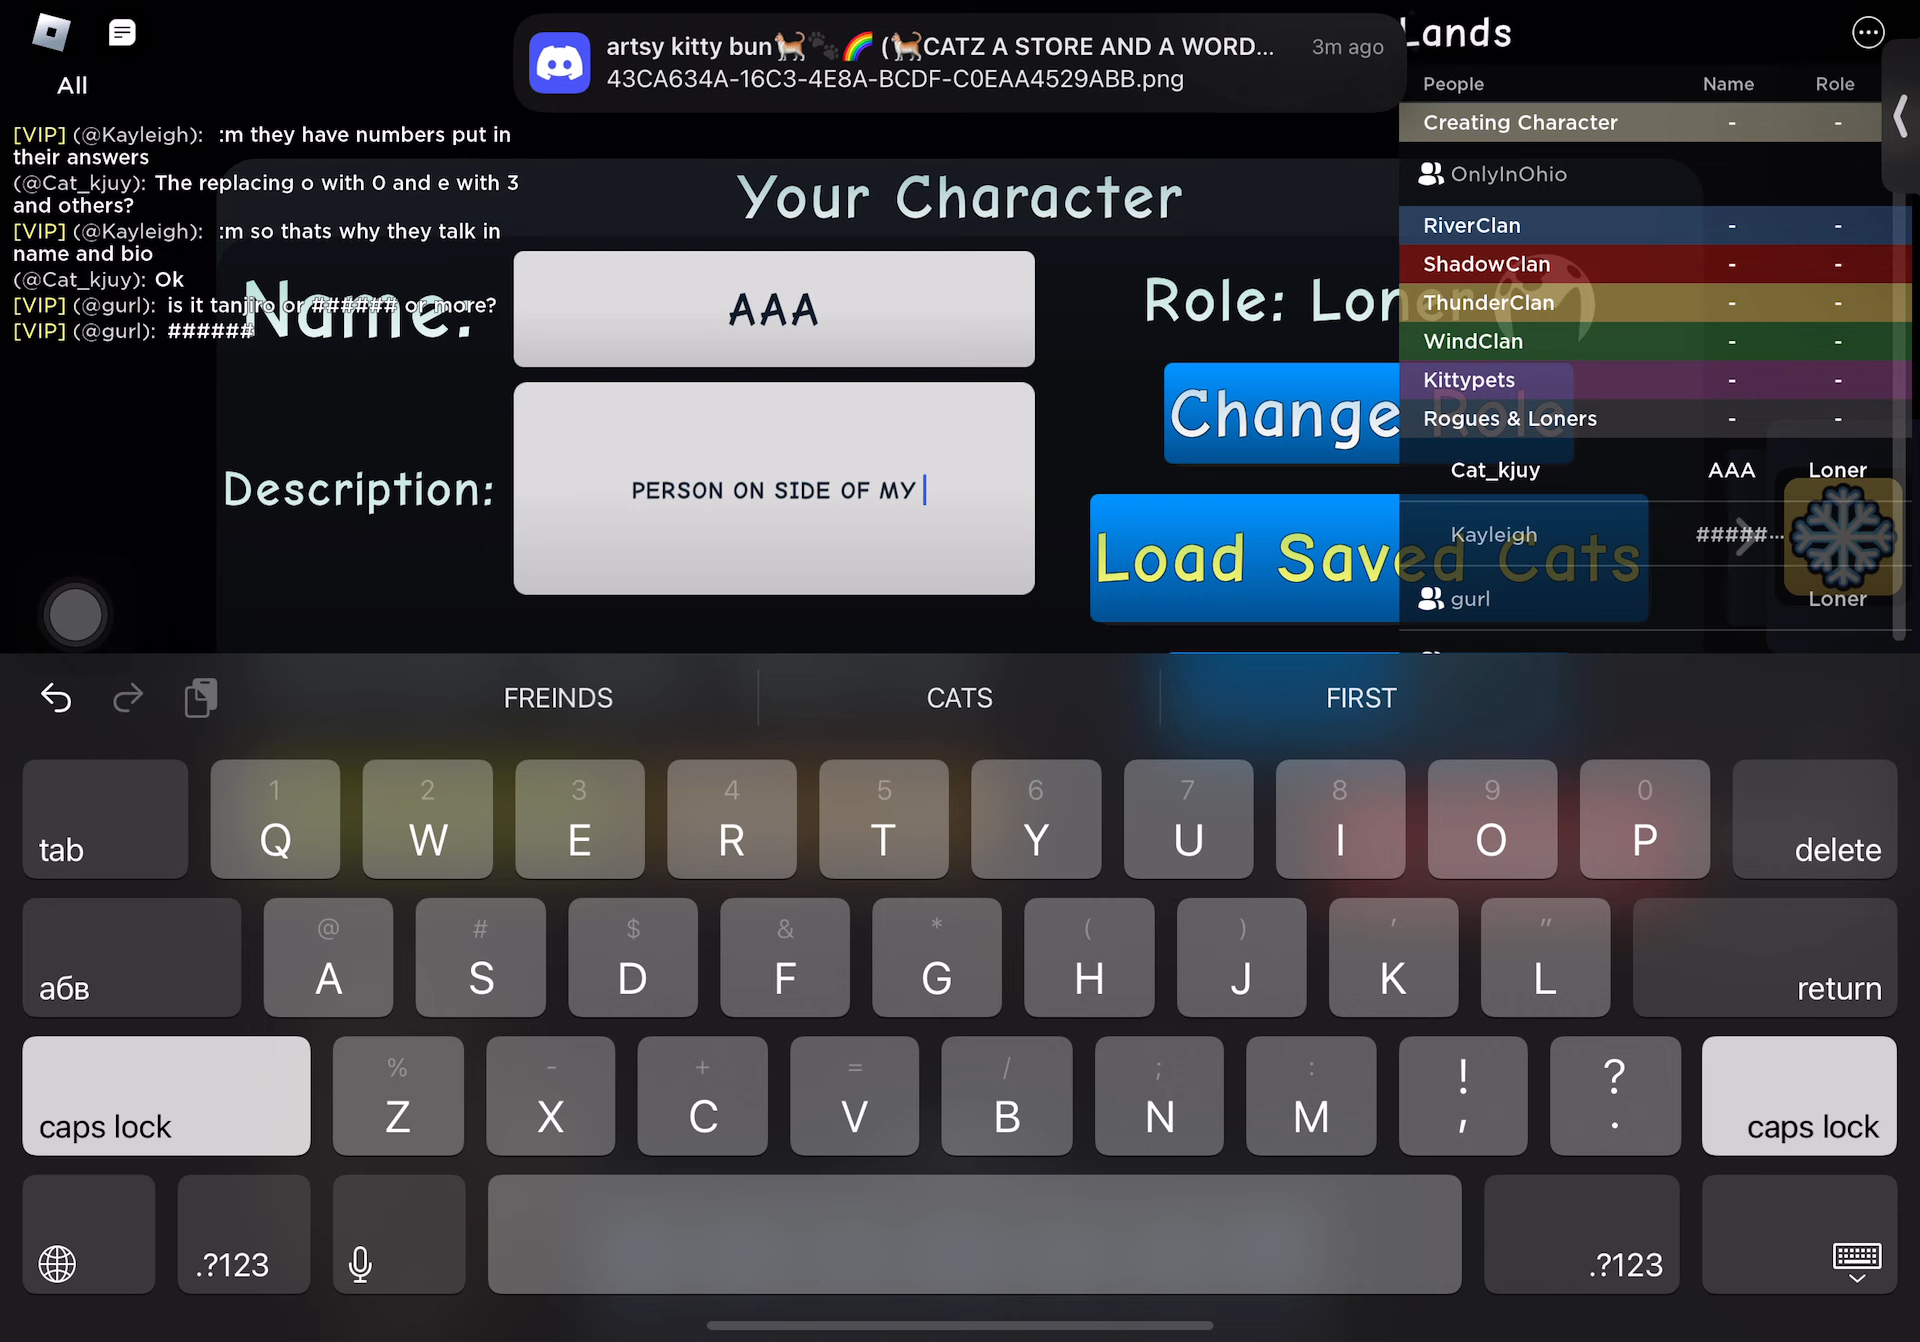 artsy kitty bun🐈🐾🌈 (🐈CATZ A STORE AND A WORD... 3m ago
43CA634A-16C3-4E8A-BCDF-C0EAA4529ABB.png
All
[VIP] (@Kayleigh): :m they have numbers put in
their answers
(@Cat_kjuy): The replacing o with 0 and e with 3
and others?
[VIP] (@Kayleigh): :m so thats why they talk in
name and bio
(@Cat_kjuy): Ok
[VIP] (@gurl): is it tanjiro or ###### or more?
[VIP] (@gurl): ######
Your Character
Name:
AAA
Description:
PERSON ON SIDE OF MY
Role: Loner
Change Role
Load Saved Cats
Lands
People Name Role
Creating Character - -
OnlyInOhio
RiverClan - -
ShadowClan - -
ThunderClan - -
WindClan - -
Kittypets - -
Rogues & Loners - -
Cat_kjuy AAA Loner
Kayleigh #####...
gurl Loner
FREINDS CATS FIRST
tab 1 Q 2 W 3 E 4 R 5 T 6 Y 7 U 8 I 9 O 0 P delete
абв @ A # S $ D & F * G ( H ) J ' K " L return
caps lock % Z - X + C = V / B ; N : M ! , ? . caps lock
.?123 .?123